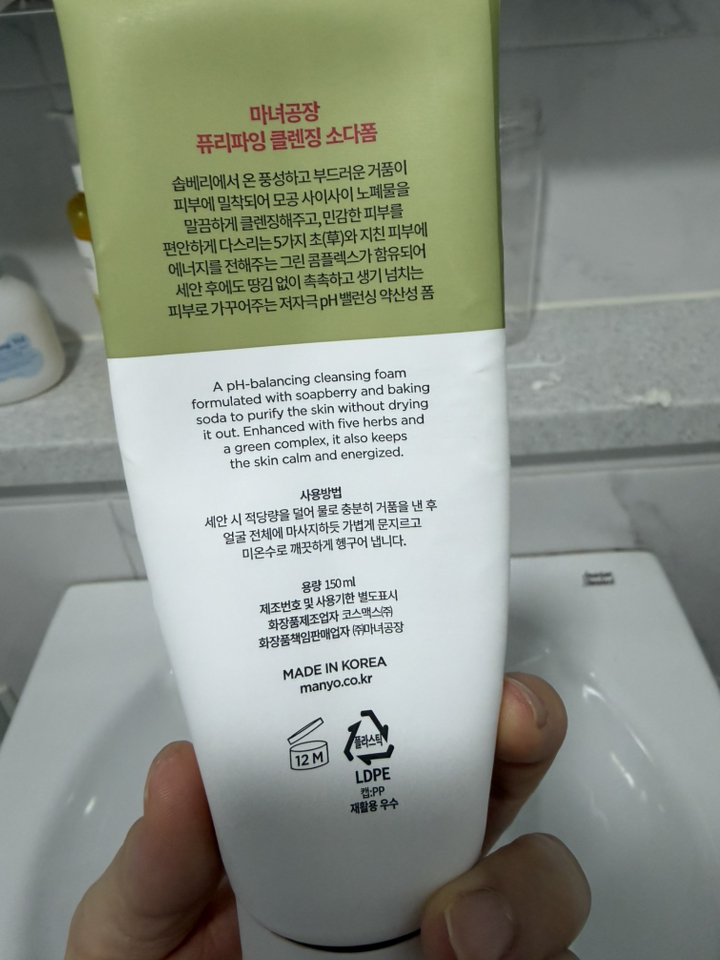 마녀공장
퓨리파잉 클렌징 소다폼
솝베리에서 온 풍성하고 부드러운 거품이
피부에 밀착되어 모공 사이사이 노폐물을
말끔하게 클렌징해주고, 민감한 피부를
편안하게 다스리는 5가지 초(草)와 지친 피부에
에너지를 전해주는 그린 콤플렉스가 함유되어
세안 후에도 땅김 없이 촉촉하고 생기 넘치는
피부로 가꾸어주는 저자극 pH 밸런싱 약산성 폼
A pH-balancing cleansing foam
formulated with soapberry and baking
soda to purify the skin without drying
it out. Enhanced with five herbs and
a green complex, it also keeps
the skin calm and energized.
사용방법
세안 시 적당량을 덜어 물로 충분히 거품을 낸 후
얼굴 전체에 마사지하듯 가볍게 문지르고
미온수로 깨끗하게 헹구어 냅니다.
용량 150 ml
제조번호 및 사용기한 별도표시
화장품제조업자 코스맥스㈜
화장품책임판매업자 ㈜마녀공장
MADE IN KOREA
manyo.co.kr
12 M
플라스틱
LDPE
캡:PP
재활용 우수